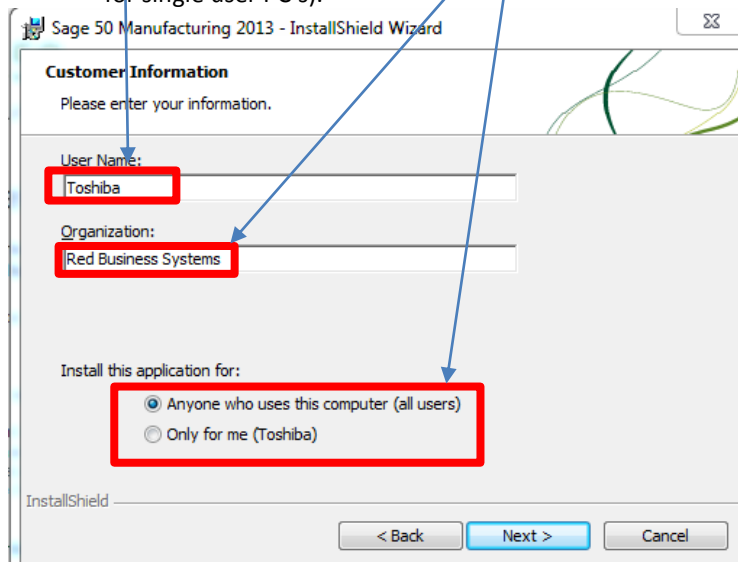 for single user PC's).
Sage 50 Manufacturing 2013 - InstallShield Wizard
Customer Information
Please enter your information.
User Name:
Toshiba
Organization:
Red Business Systems
Install this application for:
Anyone who uses this computer (all users)
Only for me (Toshiba)
InstallShield
< Back
Next >
Cancel